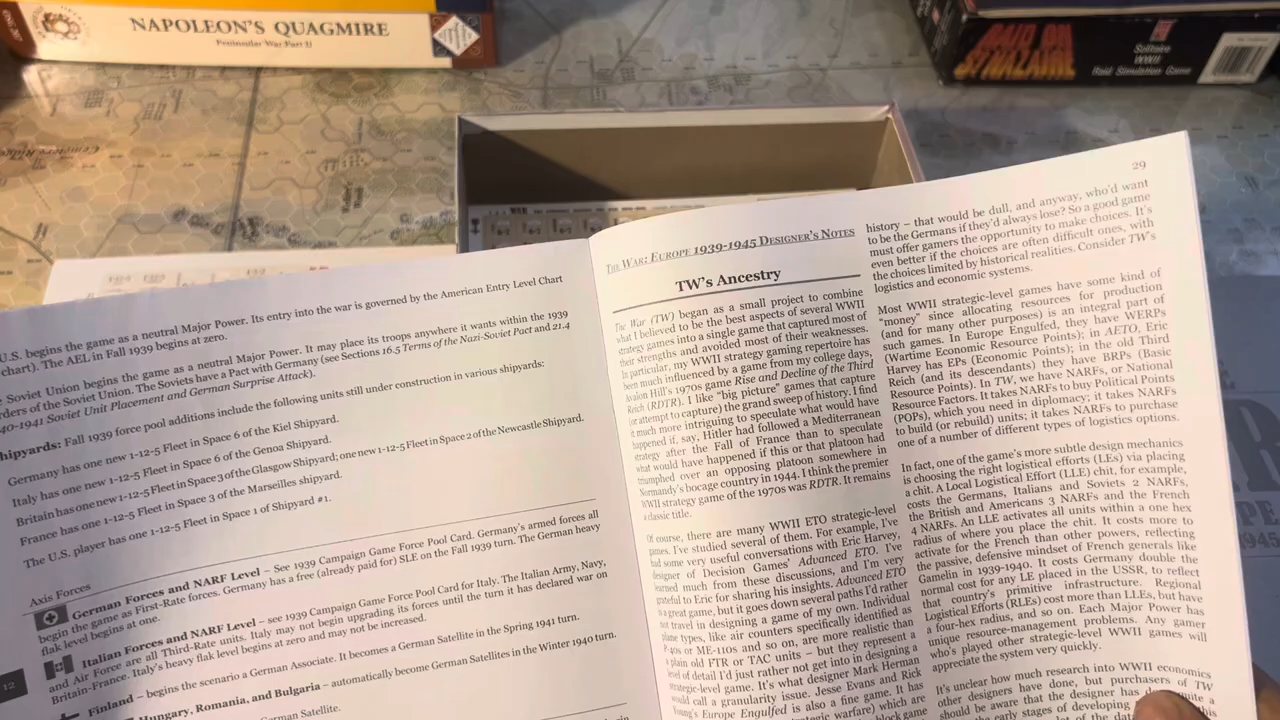 NAPOLEON'S QUAGMIRE
Peninsular War Part II
RAID ON
ST NAZAIRE
Solitaire
WWII
Raid Simulation Game
WAR
U.S. begins the game as a neutral Major Power. Its entry into the war is governed by the American Entry Level Chart
chart). The AEL in Fall 1939 begins at zero.
Soviet Union begins the game as a neutral Major Power. It may place its troops anywhere it wants within the 1939
rders of the Soviet Union. The Soviets have a Pact with Germany (see Sections 16.5 Terms of the Nazi-Soviet Pact and 21.4
40-1941 Soviet Unit Placement and German Surprise Attack).
hipyards: Fall 1939 force pool additions include the following units still under construction in various shipyards:
Germany has one new 1-12-5 Fleet in Space 6 of the Kiel Shipyard.
Italy has one new 1-12-5 Fleet in Space 6 of the Genoa Shipyard.
Britain has one new 1-12-5 Fleet in Space 3 of the Glasgow Shipyard; one new 1-12-5 Fleet in Space 2 of the Newcastle Shipyard.
France has one 1-12-5 Fleet in Space 3 of the Marseilles shipyard.
The U.S. player has one 1-12-5 Fleet in Space 1 of Shipyard #1.
Axis Forces
German Forces and NARF Level – See 1939 Campaign Game Force Pool Card. Germany's armed forces all
begin the game as First-Rate forces. Germany has a free (already paid for) SLE on the Fall 1939 turn. The German heavy
flak level begins at one.
Italian Forces and NARF Level – see 1939 Campaign Game Force Pool Card for Italy. The Italian Army, Navy,
and Air Force are all Third-Rate units. Italy may not begin upgrading its forces until the turn it has declared war on
Britain-France. Italy's heavy flak level begins at zero and may not be increased.
12
Finland – begins the scenario a German Associate. It becomes a German Satellite in the Spring 1941 turn.
Hungary, Romania, and Bulgaria – automatically become German Satellites in the Winter 1940 turn.
German Satellite.
29
The War: Europe 1939-1945 Designer's Notes
TW's Ancestry
The War (TW) began as a small project to combine
what I believed to be the best aspects of several WWII
strategy games into a single game that captured most of
their strengths and avoided most of their weaknesses.
In particular, my WWII strategy gaming repertoire has
been much influenced by a game from my college days,
Avalon Hill's 1970s game Rise and Decline of the Third
Reich (RDTR). I like "big picture" games that capture
(or attempt to capture) the grand sweep of history. I find
it much more intriguing to speculate what would have
happened if, say, Hitler had followed a Mediterranean
strategy after the Fall of France than to speculate
what would have happened if this or that platoon had
triumphed over an opposing platoon somewhere in
Normandy's bocage country in 1944. I think the premier
WWII strategy game of the 1970s was RDTR. It remains
a classic title.
Of course, there are many WWII ETO strategic-level
games. I've studied several of them. For example, I've
had some very useful conversations with Eric Harvey,
designer of Decision Games' Advanced ETO. I've
learned much from these discussions, and I'm very
grateful to Eric for sharing his insights. Advanced ETO
is a great game, but it goes down several paths I'd rather
not travel in designing a game of my own. Individual
plane types, like air counters specifically identified as
P-40s or ME-110s and so on, are more realistic than
plain old FTR or TAC units – but they represent a
level of detail I'd just rather not get into in designing a
strategic-level game. It's what designer Mark Herman
would call a granularity issue. Jesse Evans and Rick
Young's Europe Engulfed is also a fine game. It has
block game
history – that would be dull, and anyway, who'd want
to be the Germans if they'd always lose? So a good game
must offer gamers the opportunity to make choices. It's
even better if the choices are often difficult ones, with
the choices limited by historical realities. Consider TW's
logistics and economic systems.
Most WWII strategic-level games have some kind of
"money" since allocating resources for production
(and for many other purposes) is an integral part of
such games. In Europe Engulfed, they have WERPs
(Wartime Economic Resource Points); in AETO, Eric
Harvey has EPs (Economic Points); in the old Third
Reich (and its descendants) they have BRPs (Basic
Resource Points). In TW, we have NARFs, or National
Resource Factors. It takes NARFs to buy Political Points
(POPs), which you need in diplomacy; it takes NARFs
to build (or rebuild) units; it takes NARFs to purchase
one of a number of different types of logistics options.
In fact, one of the game's more subtle design mechanics
is choosing the right logistical efforts (LEs) via placing
a chit. A Local Logistical Effort (LLE) chit, for example,
costs the Germans, Italians and Soviets 2 NARFs,
the British and Americans 3 NARFs and the French
4 NARFs. An LLE activates all units within a one hex
radius of where you place the chit. It costs more to
activate for the French than other powers, reflecting
the passive, defensive mindset of French generals like
Gamelin in 1939-1940. It costs Germany double the
normal cost for any LE placed in the USSR, to reflect
that country's primitive infrastructure. Regional
Logistical Efforts (RLEs) cost more than LLEs, but have
a four-hex radius, and so on. Each Major Power has
unique resource-management problems. Any gamer
who's played other strategic-level WWII games will
appreciate the system very quickly.
It's unclear how much research into WWII economics
other designers have done, but purchasers of TW
should be aware that the designer has
the early stages of developing